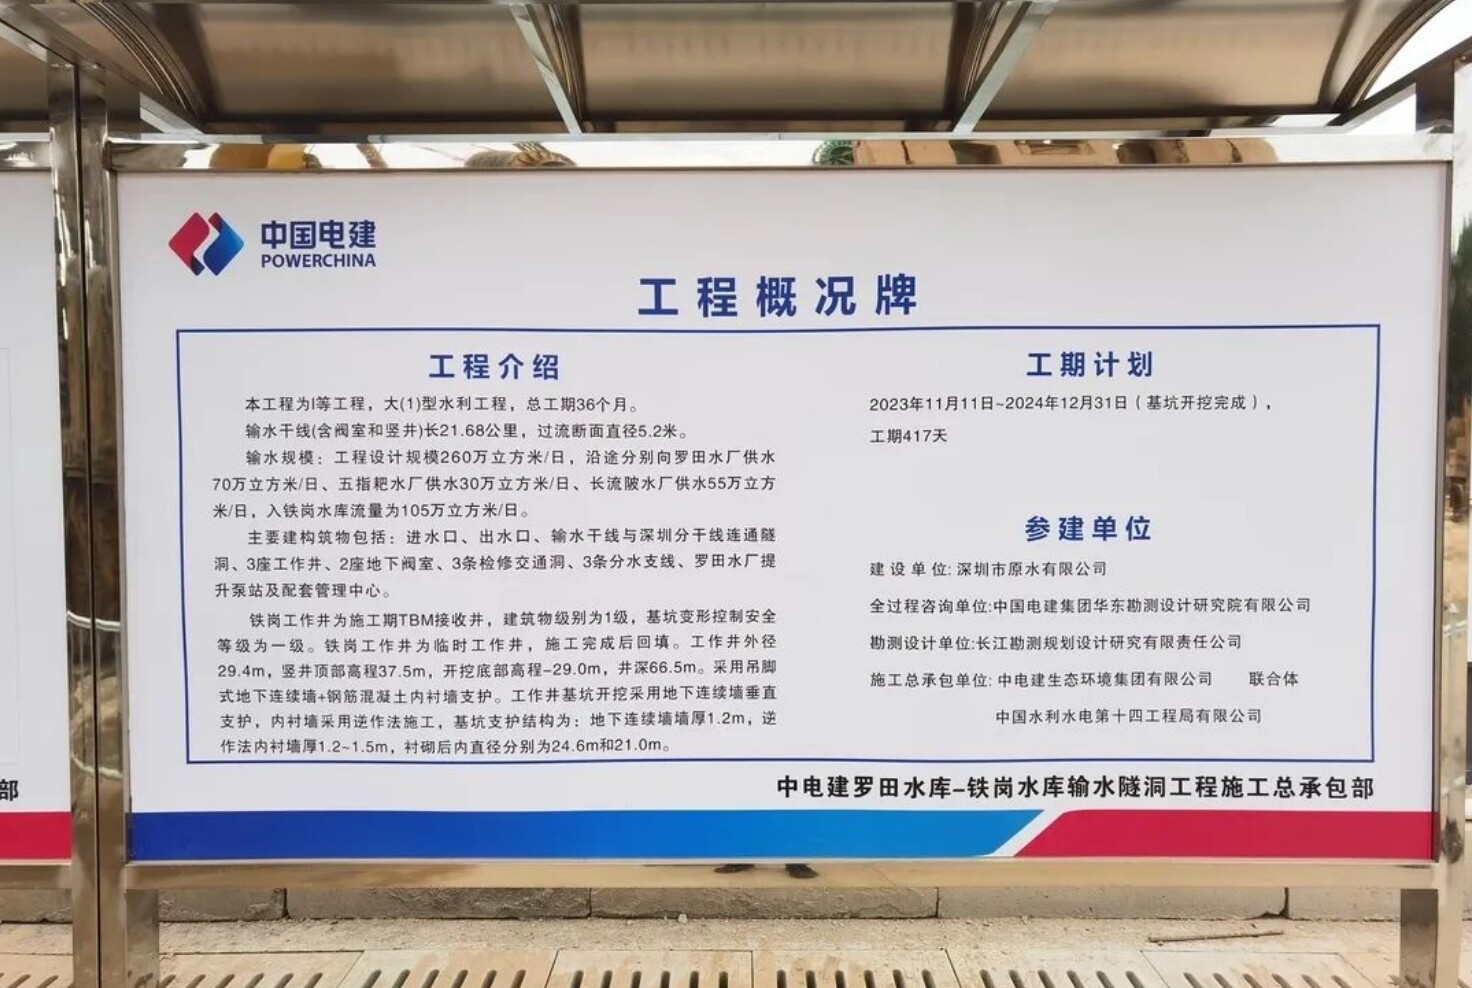 中国电建
POWERCHINA
工程概况牌
工程介绍
本工程为I等工程，大(1)型水利工程，总工期36个月。
输水干线(含阀室和竖井)长21.68公里，过流断面直径5.2米。
输水规模：工程设计规模260万立方米/日，沿途分别向罗田水厂供水
70万立方米/日、五指耙水厂供水30万立方米/日、长流陂水厂供水55万立方
米/日，入铁岗水库流量为105万立方米/日。
主要建构筑物包括：进水口、出水口、输水干线与深圳分干线连通隧
洞、3座工作井、2座地下阀室、3条检修交通洞、3条分水支线、罗田水厂提
升泵站及配套管理中心。
铁岗工作井为施工期TBM接收井，建筑物级别为1级，基坑变形控制安全
等级为一级。铁岗工作井为临时工作井，施工完成后回填。工作井外径
29.4m，竖井顶部高程37.5m，开挖底部高程-29.0m，井深66.5m。采用吊脚
式地下连续墙+钢筋混凝土内衬墙支护。工作井基坑开挖采用地下连续墙垂直
支护，内衬墙采用逆作法施工，基坑支护结构为：地下连续墙墙厚1.2m，逆
作法内衬墙厚1.2~1.5m，衬砌后内直径分别为24.6m和21.0m。
工期计划
2023年11月11日~2024年12月31日（基坑开挖完成），
工期417天
参建单位
建设单位:深圳市原水有限公司
全过程咨询单位:中国电建集团华东勘测设计研究院有限公司
勘测设计单位:长江勘测规划设计研究有限责任公司
施工总承包单位:中电建生态环境集团有限公司 联合体
中国水利水电第十四工程局有限公司
中电建罗田水库-铁岗水库输水隧洞工程施工总承包部
部